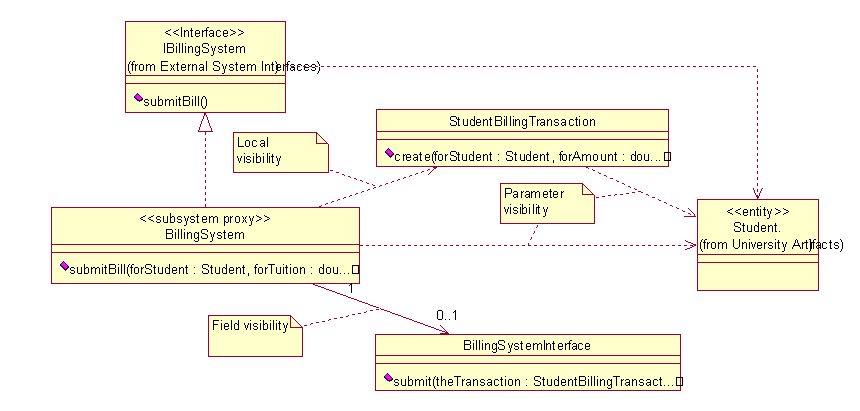 <<Interface>>
IBillingSystem
(from External System Interfaces)
submitBill()
StudentBillingTransaction
create(forStudent : Student, forAmount : dou...
Local
visibility
Parameter
visibility
<<entity>>
Student.
(from University Artifacts)
<<subsystem proxy>>
BillingSystem
submitBill(forStudent : Student, forTuition : dou...
1
0..1
Field visibility
BillingSystemInterface
submit(theTransaction : StudentBillingTransact...